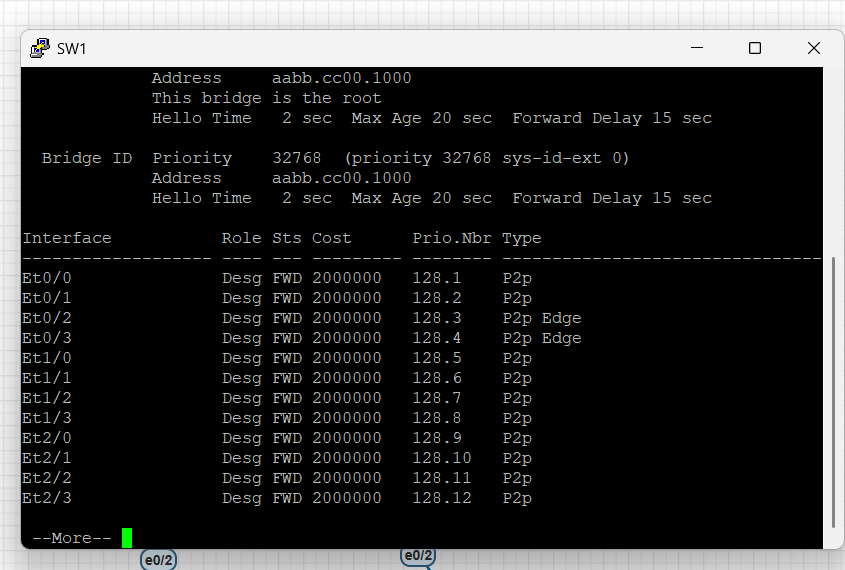 SW1
Address     aabb.cc00.1000
This bridge is the root
Hello Time   2 sec  Max Age 20 sec  Forward Delay 15 sec
Bridge ID  Priority    32768  (priority 32768 sys-id-ext 0)
Address     aabb.cc00.1000
Hello Time   2 sec  Max Age 20 sec  Forward Delay 15 sec
Interface           Role Sts Cost      Prio.Nbr Type
------------------- ---- --- --------- -------- --------------------------------
Et0/0               Desg FWD 2000000   128.1    P2p
Et0/1               Desg FWD 2000000   128.2    P2p
Et0/2               Desg FWD 2000000   128.3    P2p Edge
Et0/3               Desg FWD 2000000   128.4    P2p Edge
Et1/0               Desg FWD 2000000   128.5    P2p
Et1/1               Desg FWD 2000000   128.6    P2p
Et1/2               Desg FWD 2000000   128.7    P2p
Et1/3               Desg FWD 2000000   128.8    P2p
Et2/0               Desg FWD 2000000   128.9    P2p
Et2/1               Desg FWD 2000000   128.10   P2p
Et2/2               Desg FWD 2000000   128.11   P2p
Et2/3               Desg FWD 2000000   128.12   P2p
--More--
e0/2 e0/2